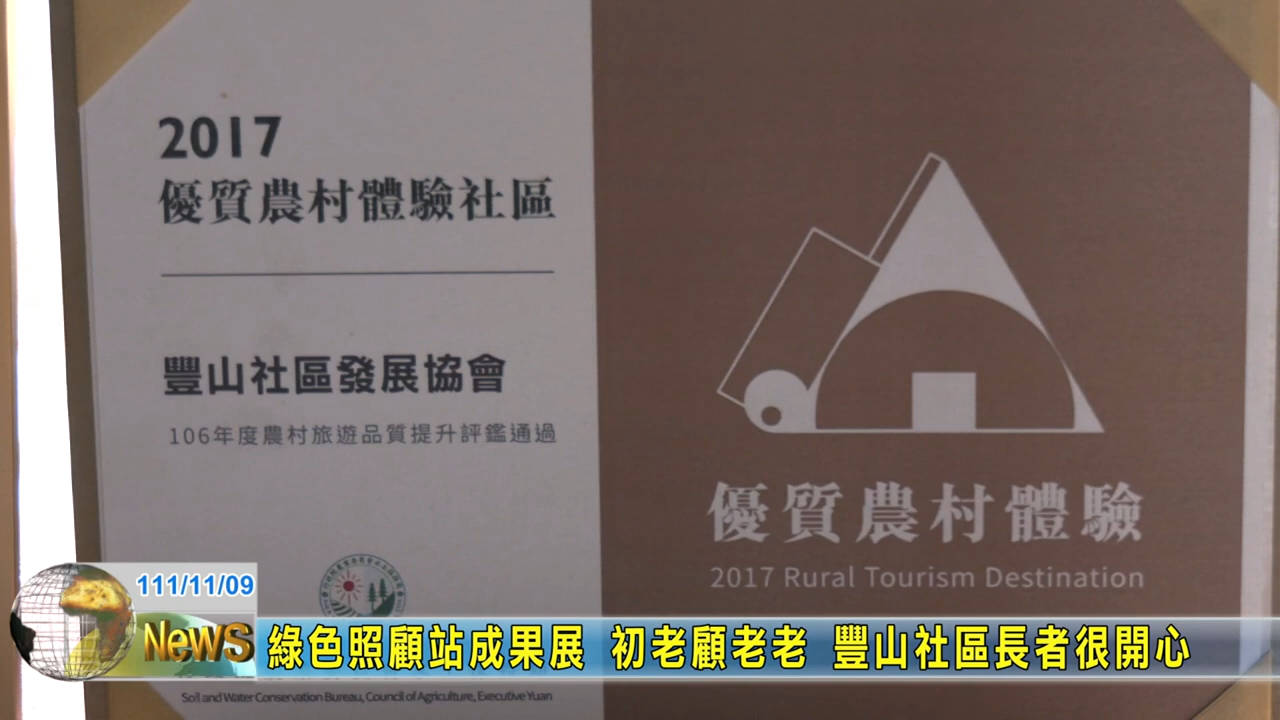 2017
優質農村體驗社區
豐山社區發展協會
106年度農村旅遊品質提升評鑑通過
優質農村體驗
2017 Rural Tourism Destination
111/11/09
News
綠色照顧站成果展 初老顧老老 豐山社區長者很開心
Soil and Water Conservation Bureau, Council of Agriculture, Executive Yuan